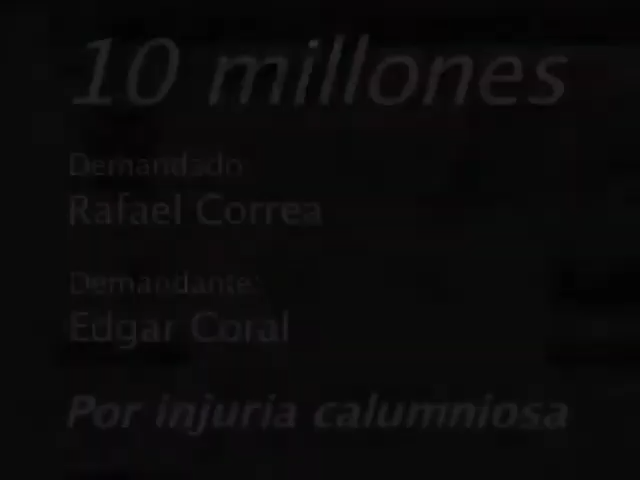 10 millones
Demandado:
Rafael Correa
Demandante:
Edgar Coral
Por injuria calumniosa